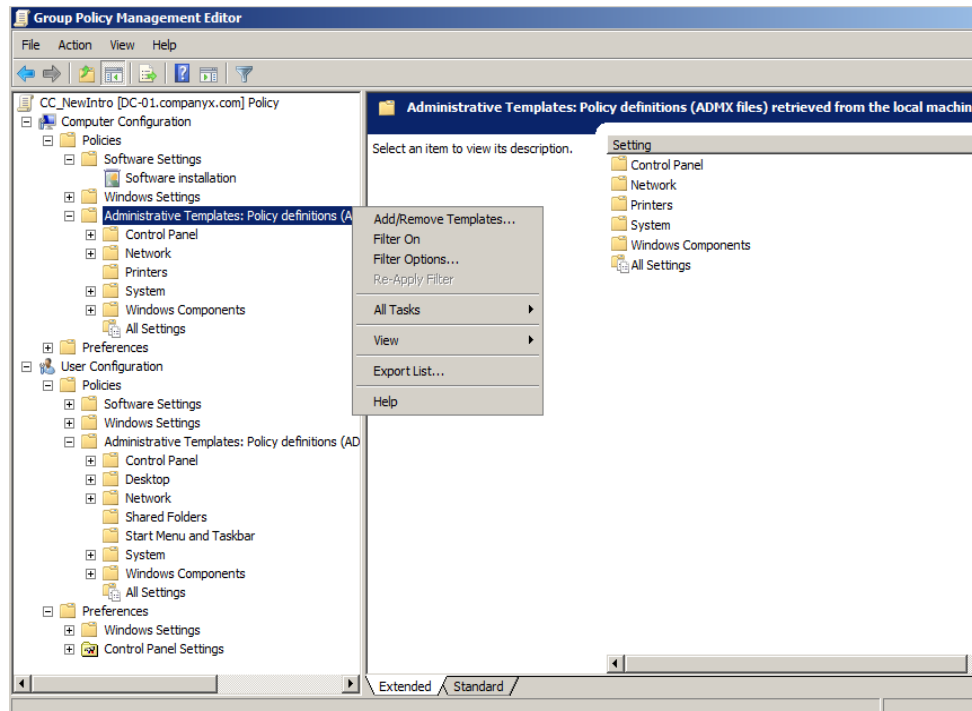 Group Policy Management Editor
File Action View Help
CC_NewIntro [DC-01.companyx.com] Policy
Computer Configuration
Policies
Software Settings
Software installation
Windows Settings
Administrative Templates: Policy definitions (A
Control Panel
Network
Printers
System
Windows Components
All Settings
Preferences
User Configuration
Policies
Software Settings
Windows Settings
Administrative Templates: Policy definitions (AD
Control Panel
Desktop
Network
Shared Folders
Start Menu and Taskbar
System
Windows Components
All Settings
Preferences
Windows Settings
Control Panel Settings
Add/Remove Templates...
Filter On
Filter Options...
Re-Apply Filter
All Tasks
View
Export List...
Help
Administrative Templates: Policy definitions (ADMX files) retrieved from the local machin
Select an item to view its description.
Setting
Control Panel
Network
Printers
System
Windows Components
All Settings
Extended Standard